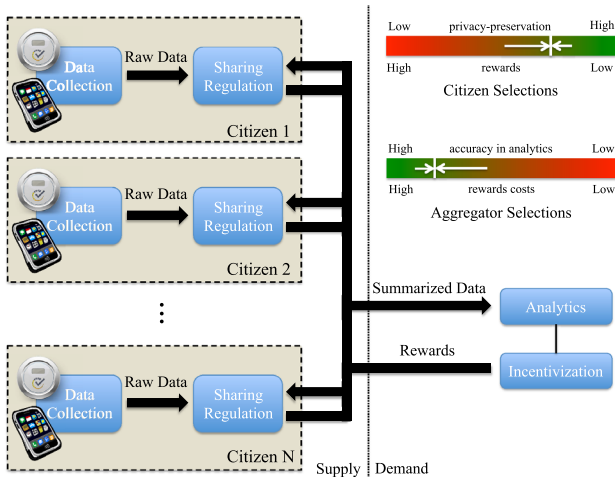 Data
Collection
Raw Data
Sharing
Regulation
Citizen 1
Data
Collection
Raw Data
Sharing
Regulation
Citizen 2
Data
Collection
Raw Data
Sharing
Regulation
Citizen N
Supply
Demand
Low privacy-preservation High
High rewards Low
Citizen Selections
High accuracy in analytics Low
High rewards costs Low
Aggregator Selections
Summarized Data
Analytics
Rewards
Incentivization